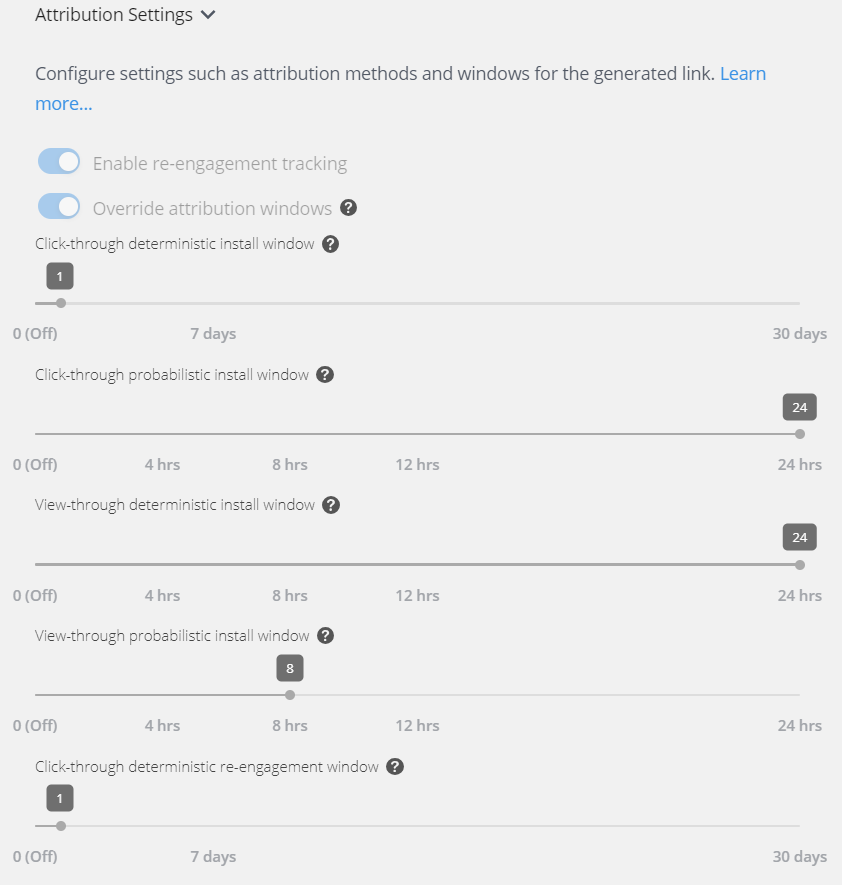 Attribution Settings
Configure settings such as attribution methods and windows for the generated link. Learn
more...
Enable re-engagement tracking
Override attribution windows ?
Click-through deterministic install window ?
1
0 (Off) 7 days 30 days
Click-through probabilistic install window ?
24
0 (Off) 4 hrs 8 hrs 12 hrs 24 hrs
View-through deterministic install window ?
24
0 (Off) 4 hrs 8 hrs 12 hrs 24 hrs
View-through probabilistic install window ?
8
0 (Off) 4 hrs 8 hrs 12 hrs 24 hrs
Click-through deterministic re-engagement window ?
1
0 (Off) 7 days 30 days